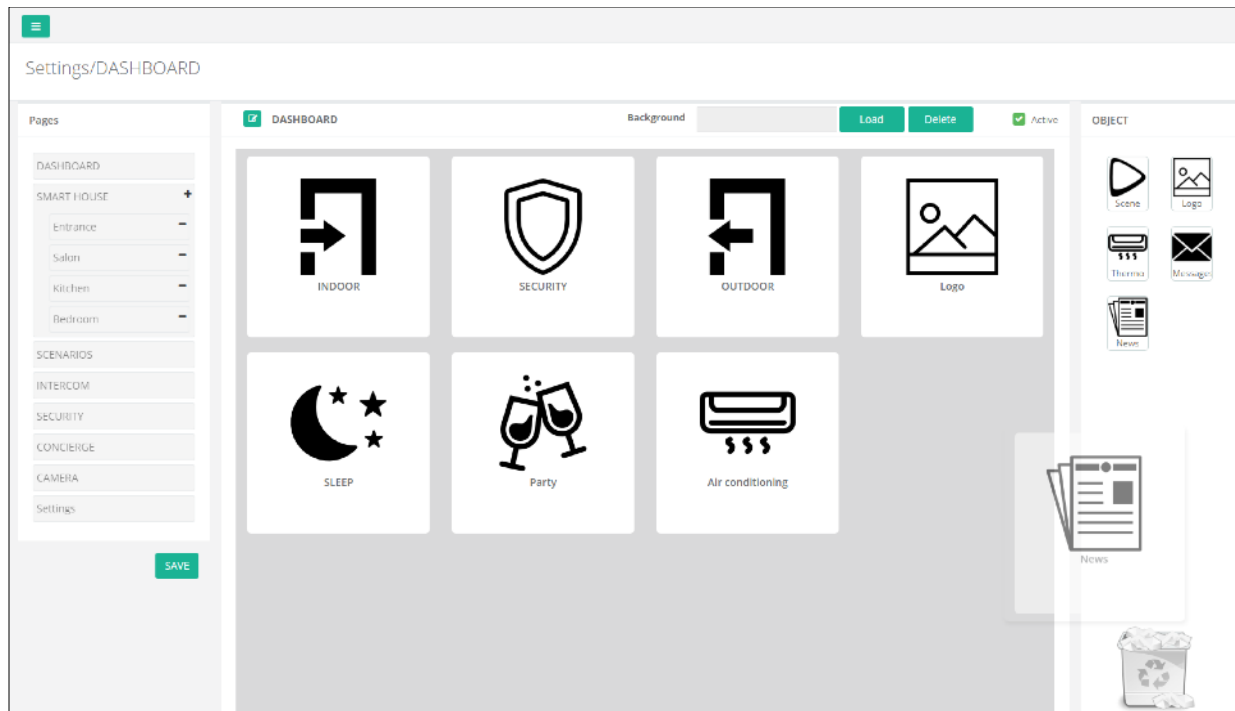 Settings/DASHBOARD
Pages
DASHBOARD
SMART HOUSE
Entrance
Salon
Kitchen
Bedroom
SCENARIOS
INTERCOM
SECURITY
CONCIERGE
CAMERA
Settings
SAVE
DASHBOARD
Background
Load
Delete
Active
INDOOR
SECURITY
OUTDOOR
Logo
SLEEP
Party
Air conditioning
OBJECT
Scene
Logo
Thermo
Messages
News
News